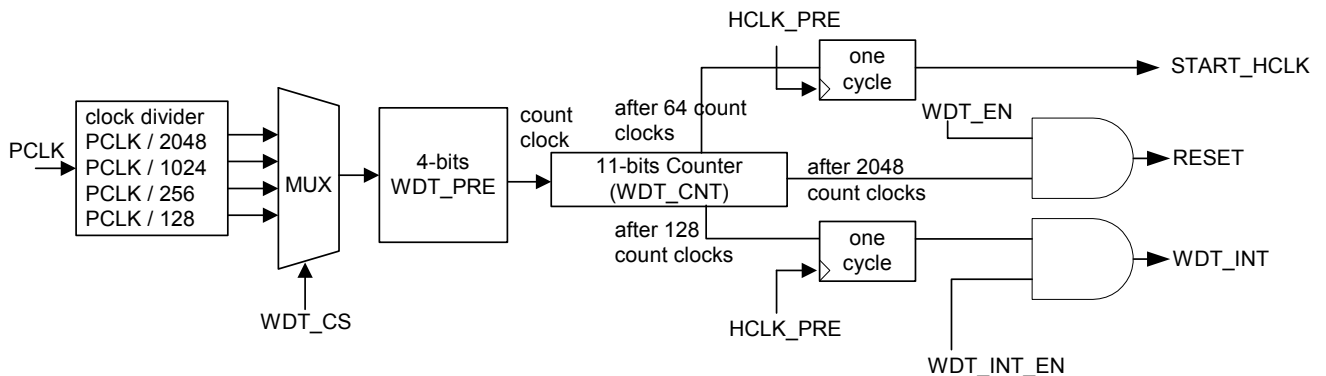 HCLK_PRE
one
cycle
START_HCLK
after 64 count
clocks
WDT_EN
clock divider
PCLK / 2048
PCLK / 1024
PCLK / 256
PCLK / 128
PCLK
MUX
4-bits
WDT_PRE
count
clock
11-bits Counter
(WDT_CNT)
after 2048
count clocks
RESET
after 128
count clocks
one
cycle
WDT_INT
WDT_CS
HCLK_PRE
WDT_INT_EN